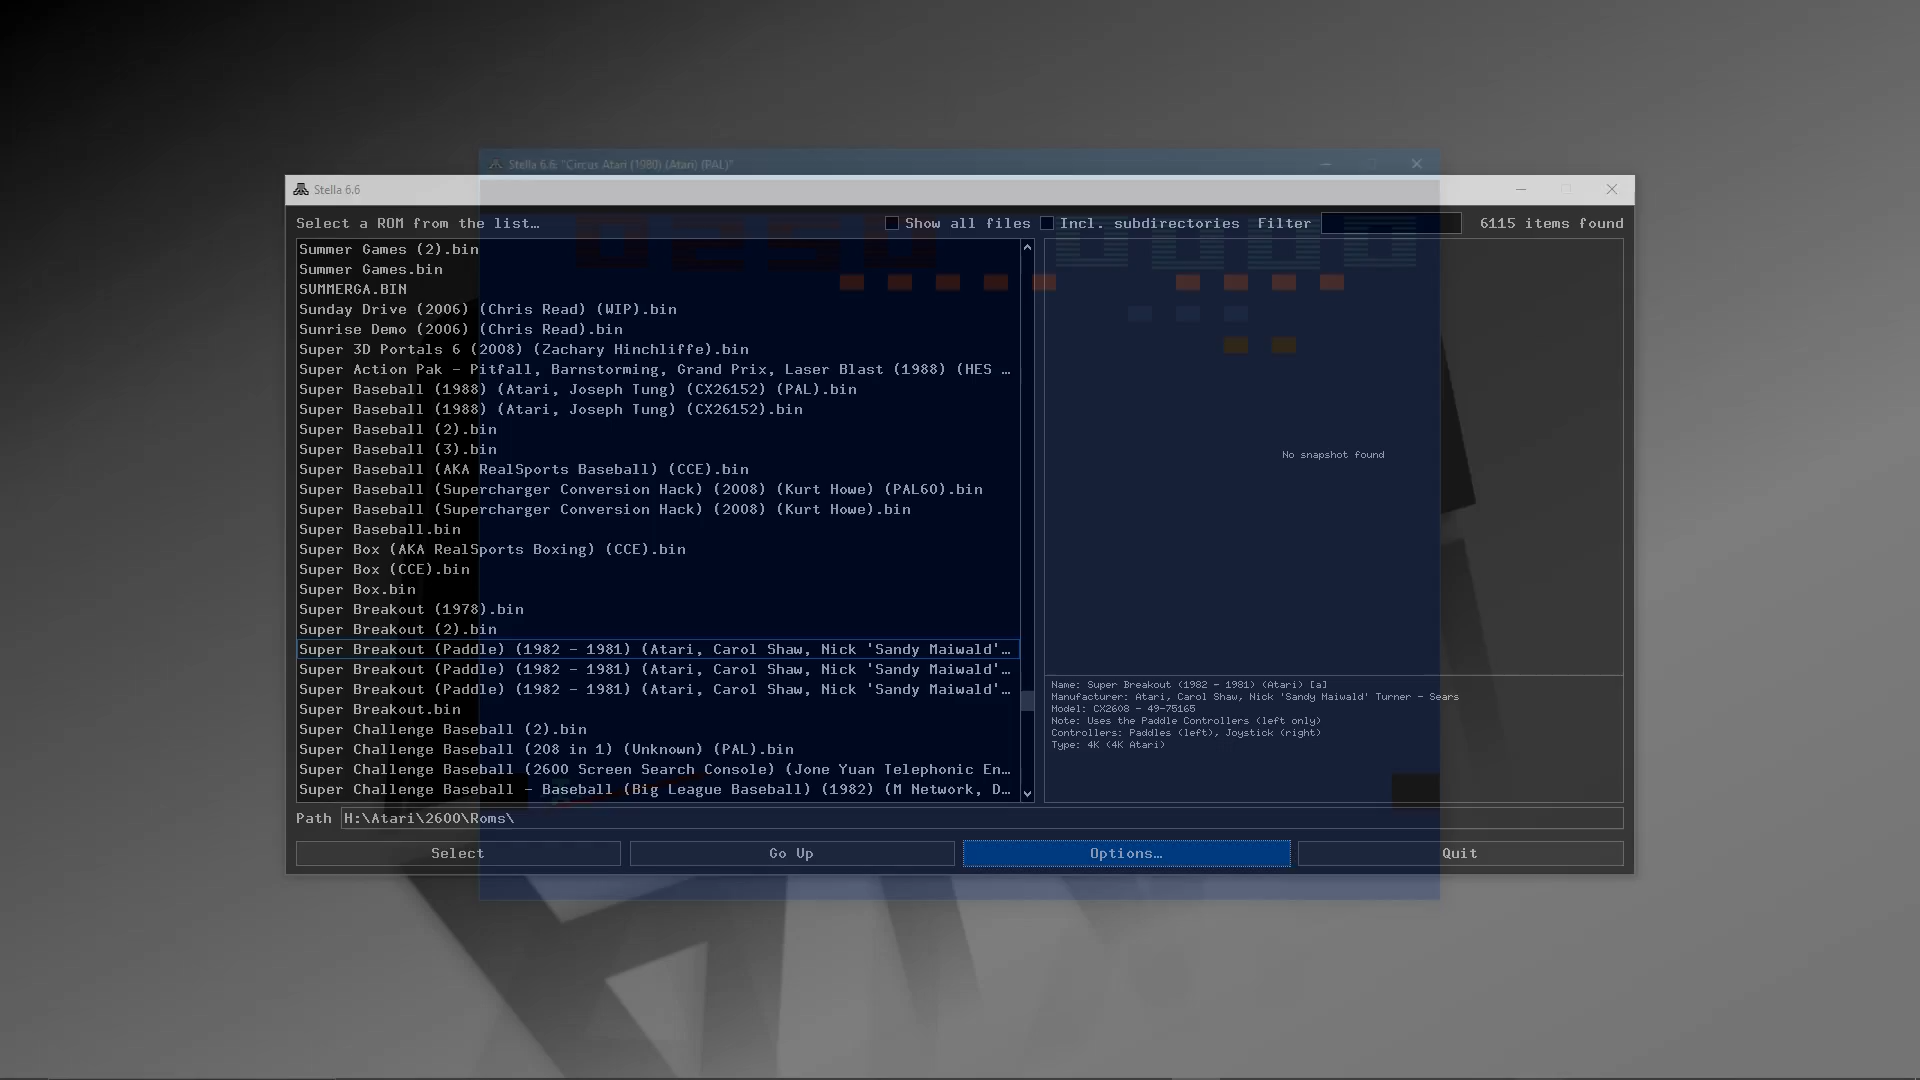 Stella 6.6: "Circus Atari (1980) (Atari) (PAL)"
Stella 6.6
Select a ROM from the list…
Show all files
Incl. subdirectories
Filter
6115 items found
Summer Games (2).bin
Summer Games.bin
SUMMERGA.BIN
Sunday Drive (2006) (Chris Read) (WIP).bin
Sunrise Demo (2006) (Chris Read).bin
Super 3D Portals 6 (2008) (Zachary Hinchliffe).bin
Super Action Pak - Pitfall, Barnstorming, Grand Prix, Laser Blast (1988) (HES …
Super Baseball (1988) (Atari, Joseph Tung) (CX26152) (PAL).bin
Super Baseball (1988) (Atari, Joseph Tung) (CX26152).bin
Super Baseball (2).bin
Super Baseball (3).bin
Super Baseball (AKA RealSports Baseball) (CCE).bin
Super Baseball (Supercharger Conversion Hack) (2008) (Kurt Howe) (PAL60).bin
Super Baseball (Supercharger Conversion Hack) (2008) (Kurt Howe).bin
Super Baseball.bin
Super Box (AKA RealSports Boxing) (CCE).bin
Super Box (CCE).bin
Super Box.bin
Super Breakout (1978).bin
Super Breakout (2).bin
Super Breakout (Paddle) (1982 - 1981) (Atari, Carol Shaw, Nick 'Sandy Maiwald'…
Super Breakout (Paddle) (1982 - 1981) (Atari, Carol Shaw, Nick 'Sandy Maiwald'…
Super Breakout (Paddle) (1982 - 1981) (Atari, Carol Shaw, Nick 'Sandy Maiwald'…
Super Breakout.bin
Super Challenge Baseball (2).bin
Super Challenge Baseball (208 in 1) (Unknown) (PAL).bin
Super Challenge Baseball (2600 Screen Search Console) (Jone Yuan Telephonic En…
Super Challenge Baseball - Baseball (Big League Baseball) (1982) (M Network, D…
0250
0000
No snapshot found
Name: Super Breakout (1982 - 1981) (Atari) [a]
Manufacturer: Atari, Carol Shaw, Nick 'Sandy Maiwald' Turner - Sears
Model: CX2608 - 49-75165
Note: Uses the Paddle Controllers (left only)
Controllers: Paddles (left), Joystick (right)
Type: 4K (4K Atari)
Path
H:\Atari\2600\Roms\
Select
Go Up
Options…
Quit